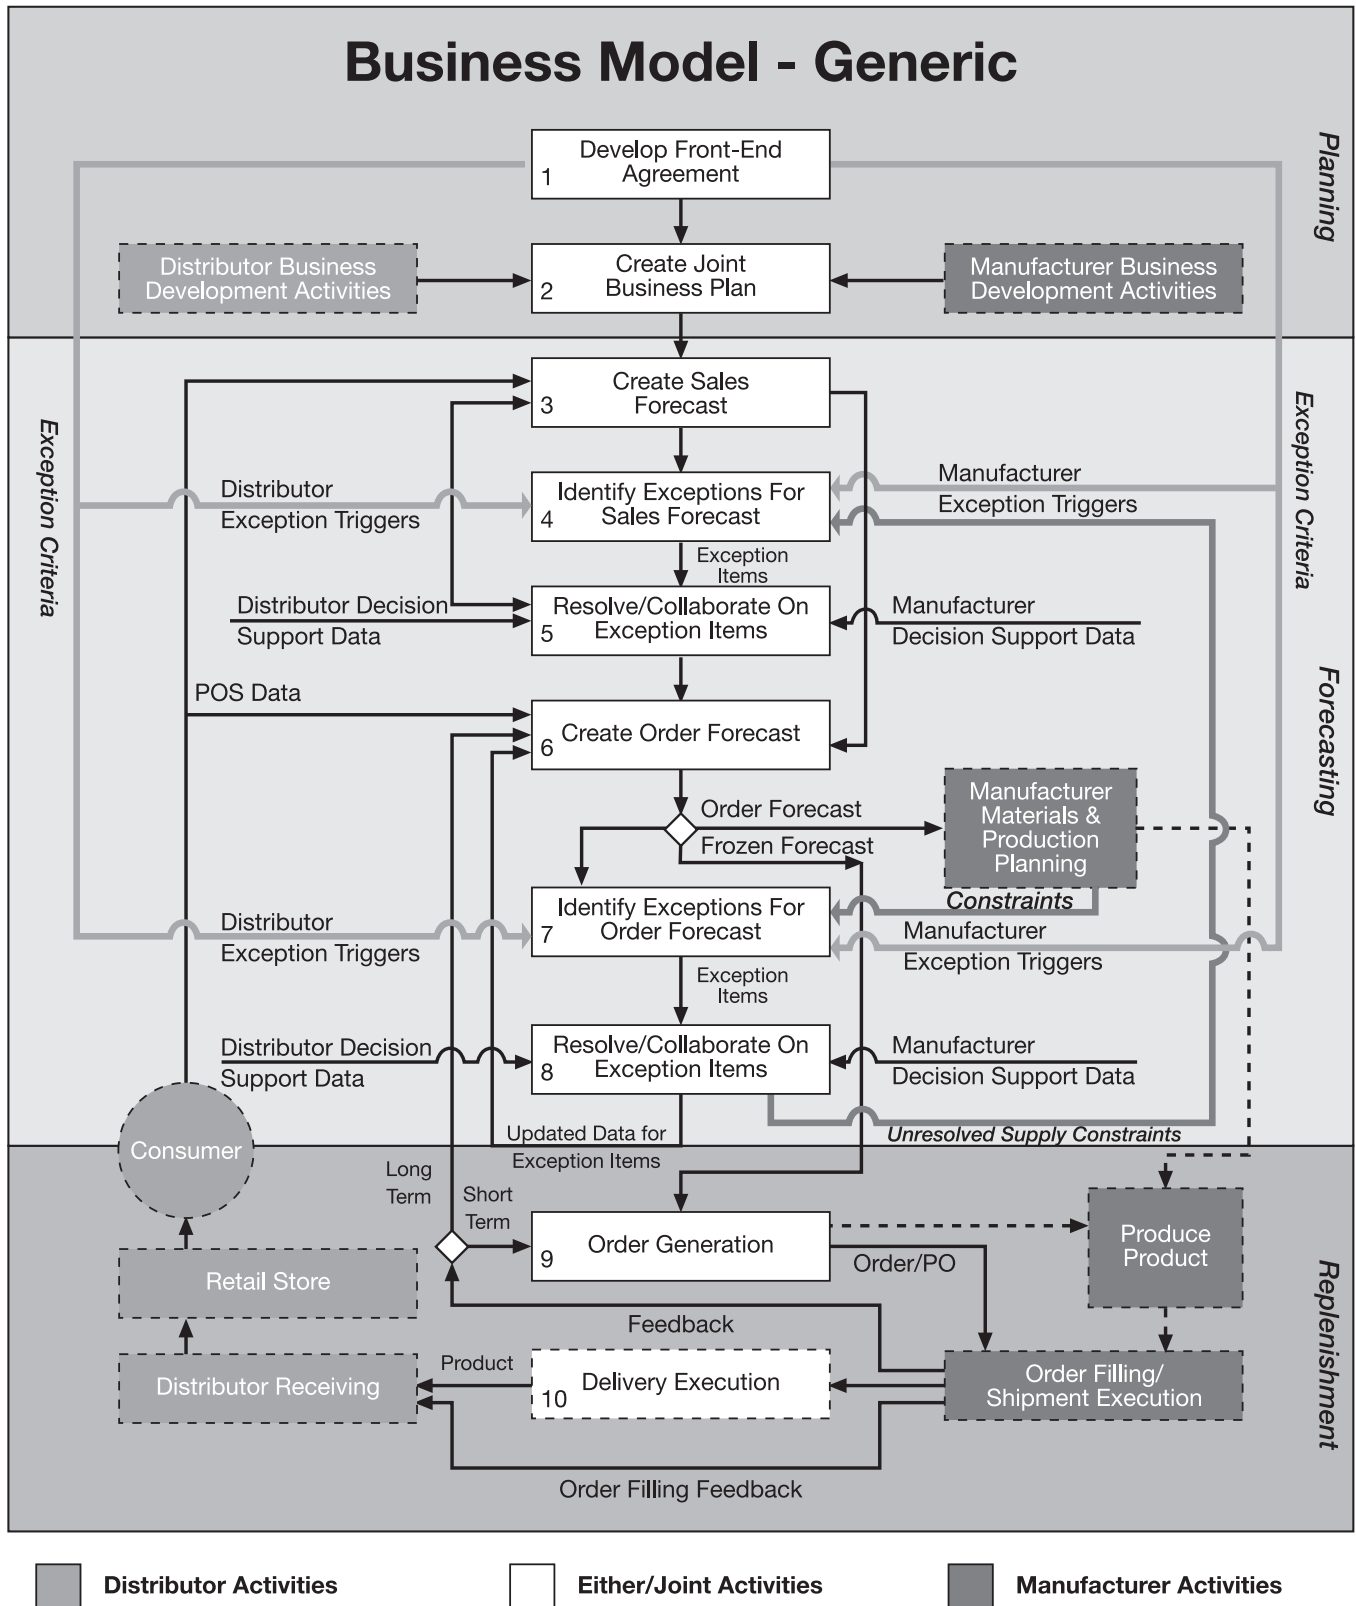 Business Model - Generic
Planning
Develop Front-End
Agreement
1
Distributor Business
Development Activities
Create Joint
Business Plan
2
Manufacturer Business
Development Activities
Exception Criteria
Exception Criteria
Forecasting
Create Sales
Forecast
3
Distributor
Exception Triggers
Identify Exceptions For
Sales Forecast
4
Manufacturer
Exception Triggers
Exception
Items
Distributor Decision
Support Data
Resolve/Collaborate On
Exception Items
5
Manufacturer
Decision Support Data
POS Data
Create Order Forecast
6
Order Forecast
Frozen Forecast
Manufacturer
Materials &
Production
Planning
Constraints
Distributor
Exception Triggers
Identify Exceptions For
Order Forecast
7
Manufacturer
Exception Triggers
Exception
Items
Distributor Decision
Support Data
Resolve/Collaborate On
Exception Items
8
Manufacturer
Decision Support Data
Updated Data for
Exception Items
Unresolved Supply Constraints
Consumer
Long
Term
Short
Term
Replenishment
Order Generation
9
Order/PO
Produce
Product
Retail Store
Feedback
Distributor Receiving
Product
Delivery Execution
10
Order Filling/
Shipment Execution
Order Filling Feedback
Distributor Activities
Either/Joint Activities
Manufacturer Activities